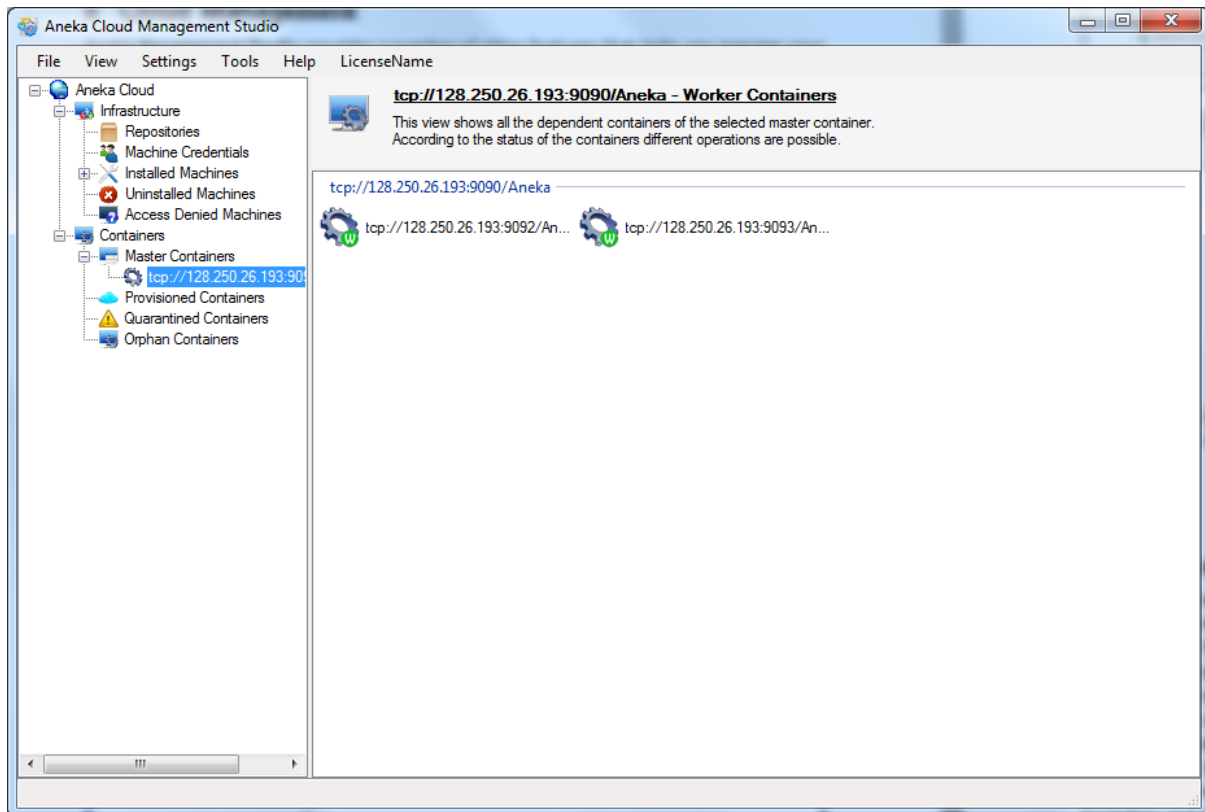 Aneka Cloud Management Studio
File View Settings Tools Help LicenseName
Aneka Cloud
Infrastructure
Repositories
Machine Credentials
Installed Machines
Uninstalled Machines
Access Denied Machines
Containers
Master Containers
tcp://128.250.26.193:909
Provisioned Containers
Quarantined Containers
Orphan Containers
tcp://128.250.26.193:9090/Aneka - Worker Containers
This view shows all the dependent containers of the selected master container.
According to the status of the containers different operations are possible.
tcp://128.250.26.193:9090/Aneka
tcp://128.250.26.193:9092/An... tcp://128.250.26.193:9093/An...